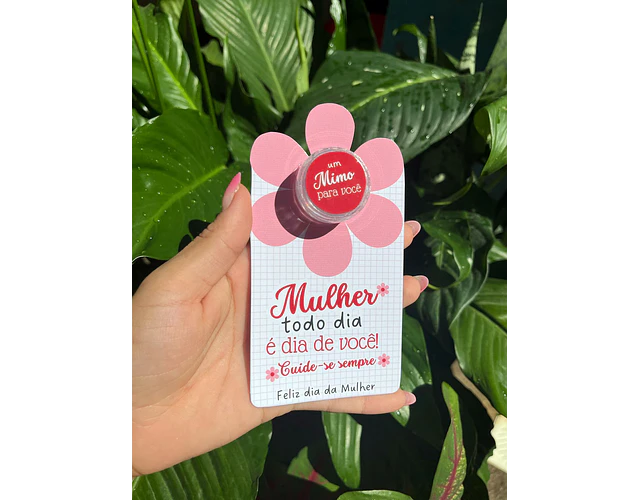 um
Mimo
para você
Mulher
todo dia
é dia de você!
Cuide-se sempre
Feliz dia da Mulher